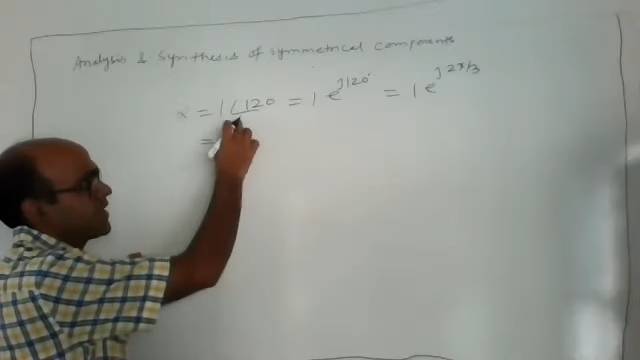 Analysis & Synthesis of symmetrical components
α = 1∠120 = 1 e^j120° = 1 e^j2π/3
=